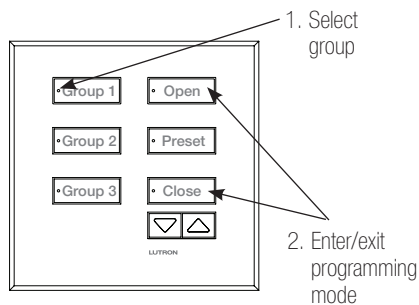 1. Select
group
Group 1
Open
Group 2
Preset
Group 3
Close
LUTRON
2. Enter/exit
programming
mode